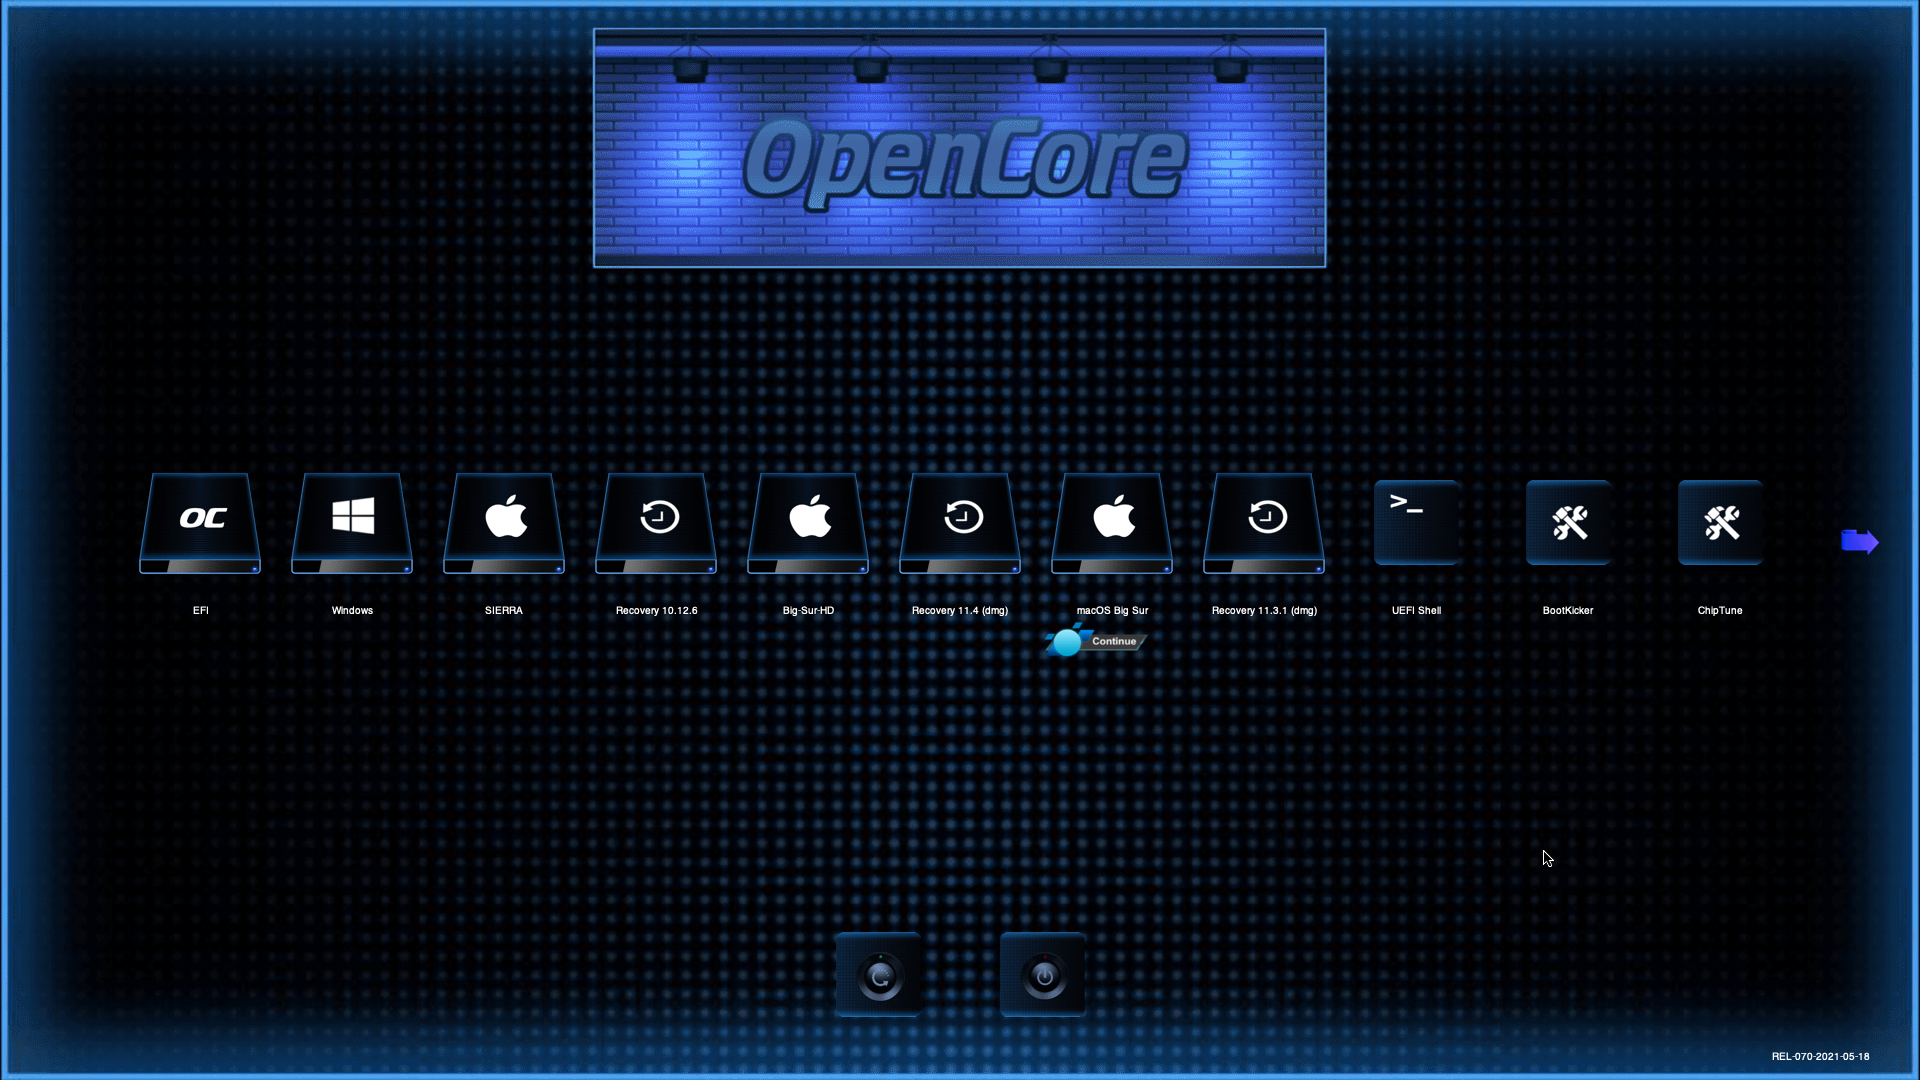 OpenCore
OC
>_
EFI
Windows
SIERRA
Recovery 10.12.6
Big-Sur-HD
Recovery 11.4 (dmg)
macOS Big Sur
Recovery 11.3.1 (dmg)
UEFI Shell
BootKicker
ChipTune
Continue
REL-070-2021-05-18